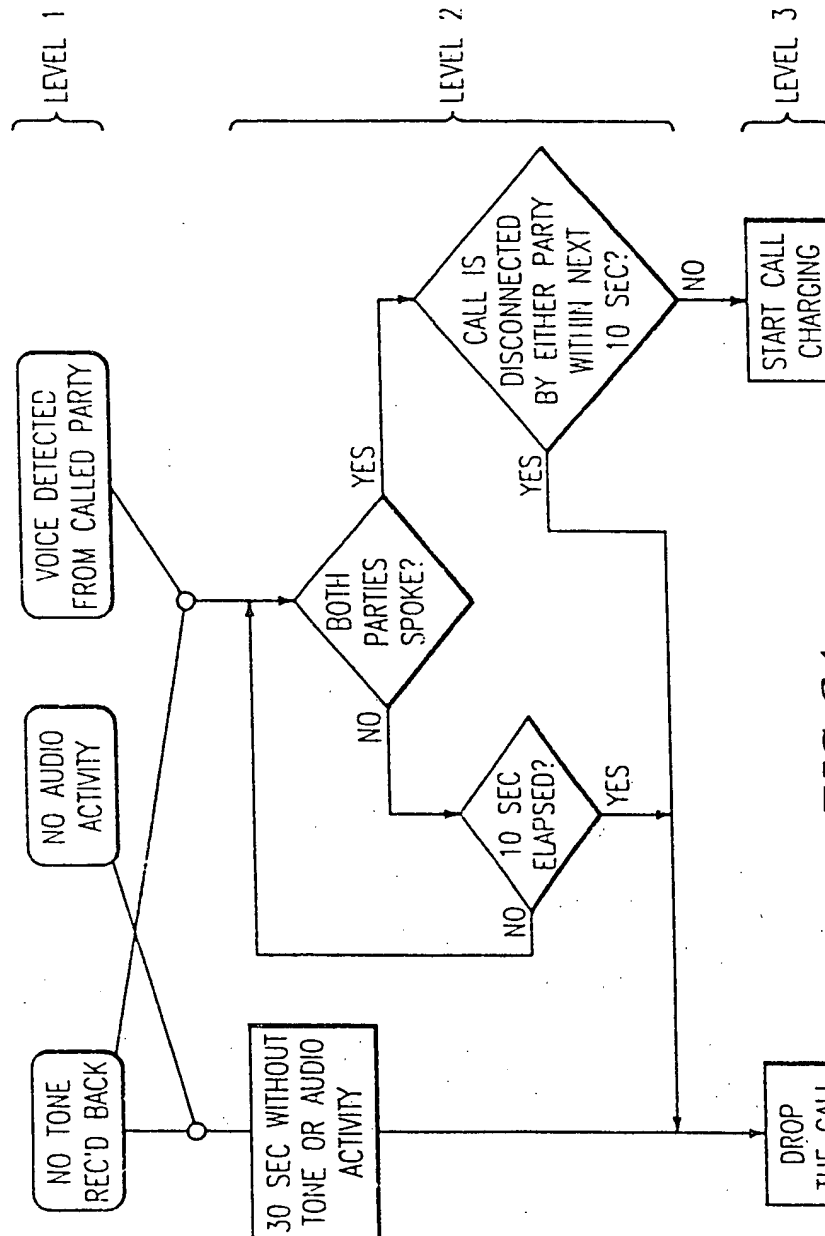 NO TONE
REC'D BACK
NO AUDIO
ACTIVITY
VOICE DETECTED
FROM CALLED PARTY
LEVEL 1
30 SEC WITHOUT
TONE OR AUDIO
ACTIVITY
BOTH
PARTIES
SPOKE?
NO
YES
10 SEC
ELAPSED?
NO
YES
CALL IS
DISCONNECTED
BY EITHER PARTY
WITHIN NEXT
10 SEC?
YES
NO
LEVEL 2
DROP
THE CALL
START CALL
CHARGING
LEVEL 3